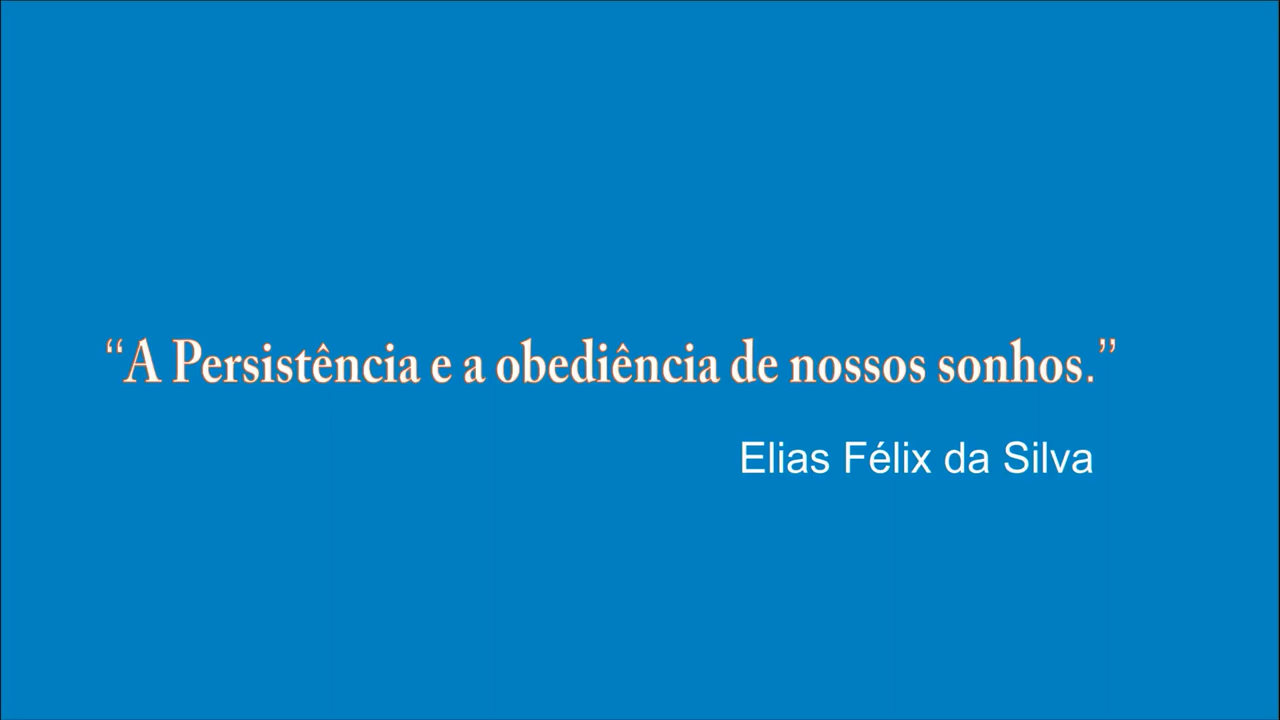 “A Persistência e a obediência de nossos sonhos.”
Elias Félix da Silva